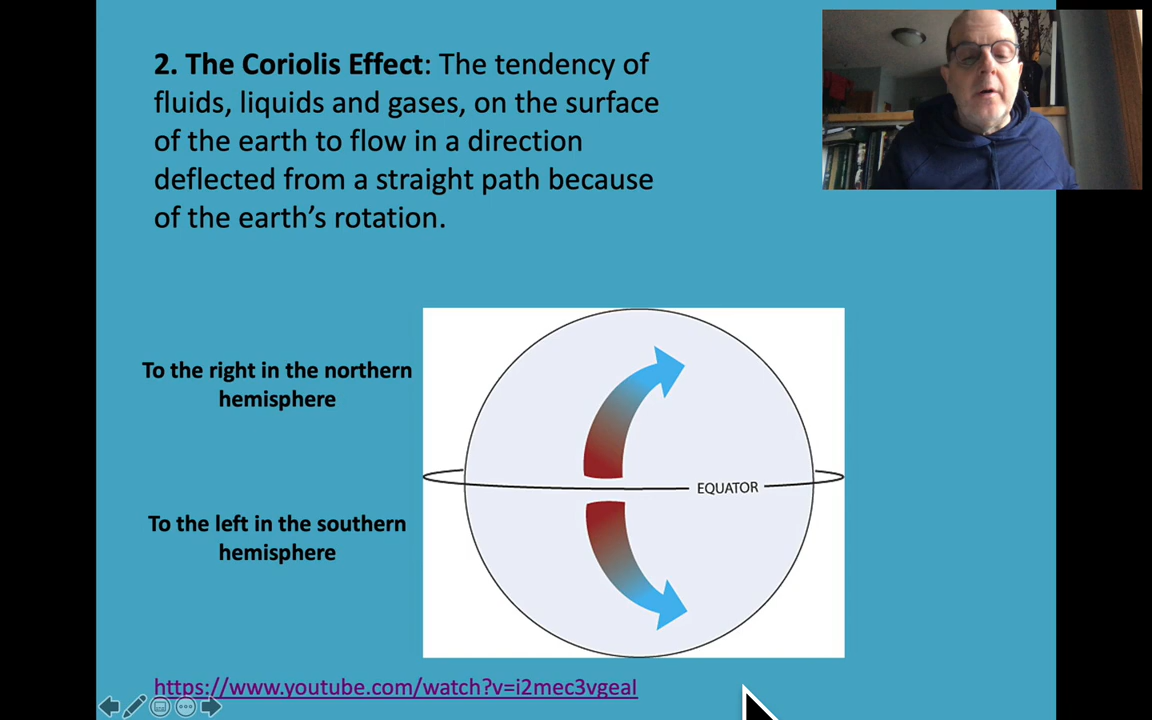 2. The Coriolis Effect: The tendency of
fluids, liquids and gases, on the surface
of the earth to flow in a direction
deflected from a straight path because
of the earth’s rotation.
To the right in the northern
hemisphere
EQUATOR
To the left in the southern
hemisphere
https://www.youtube.com/watch?v=i2mec3vgeaI